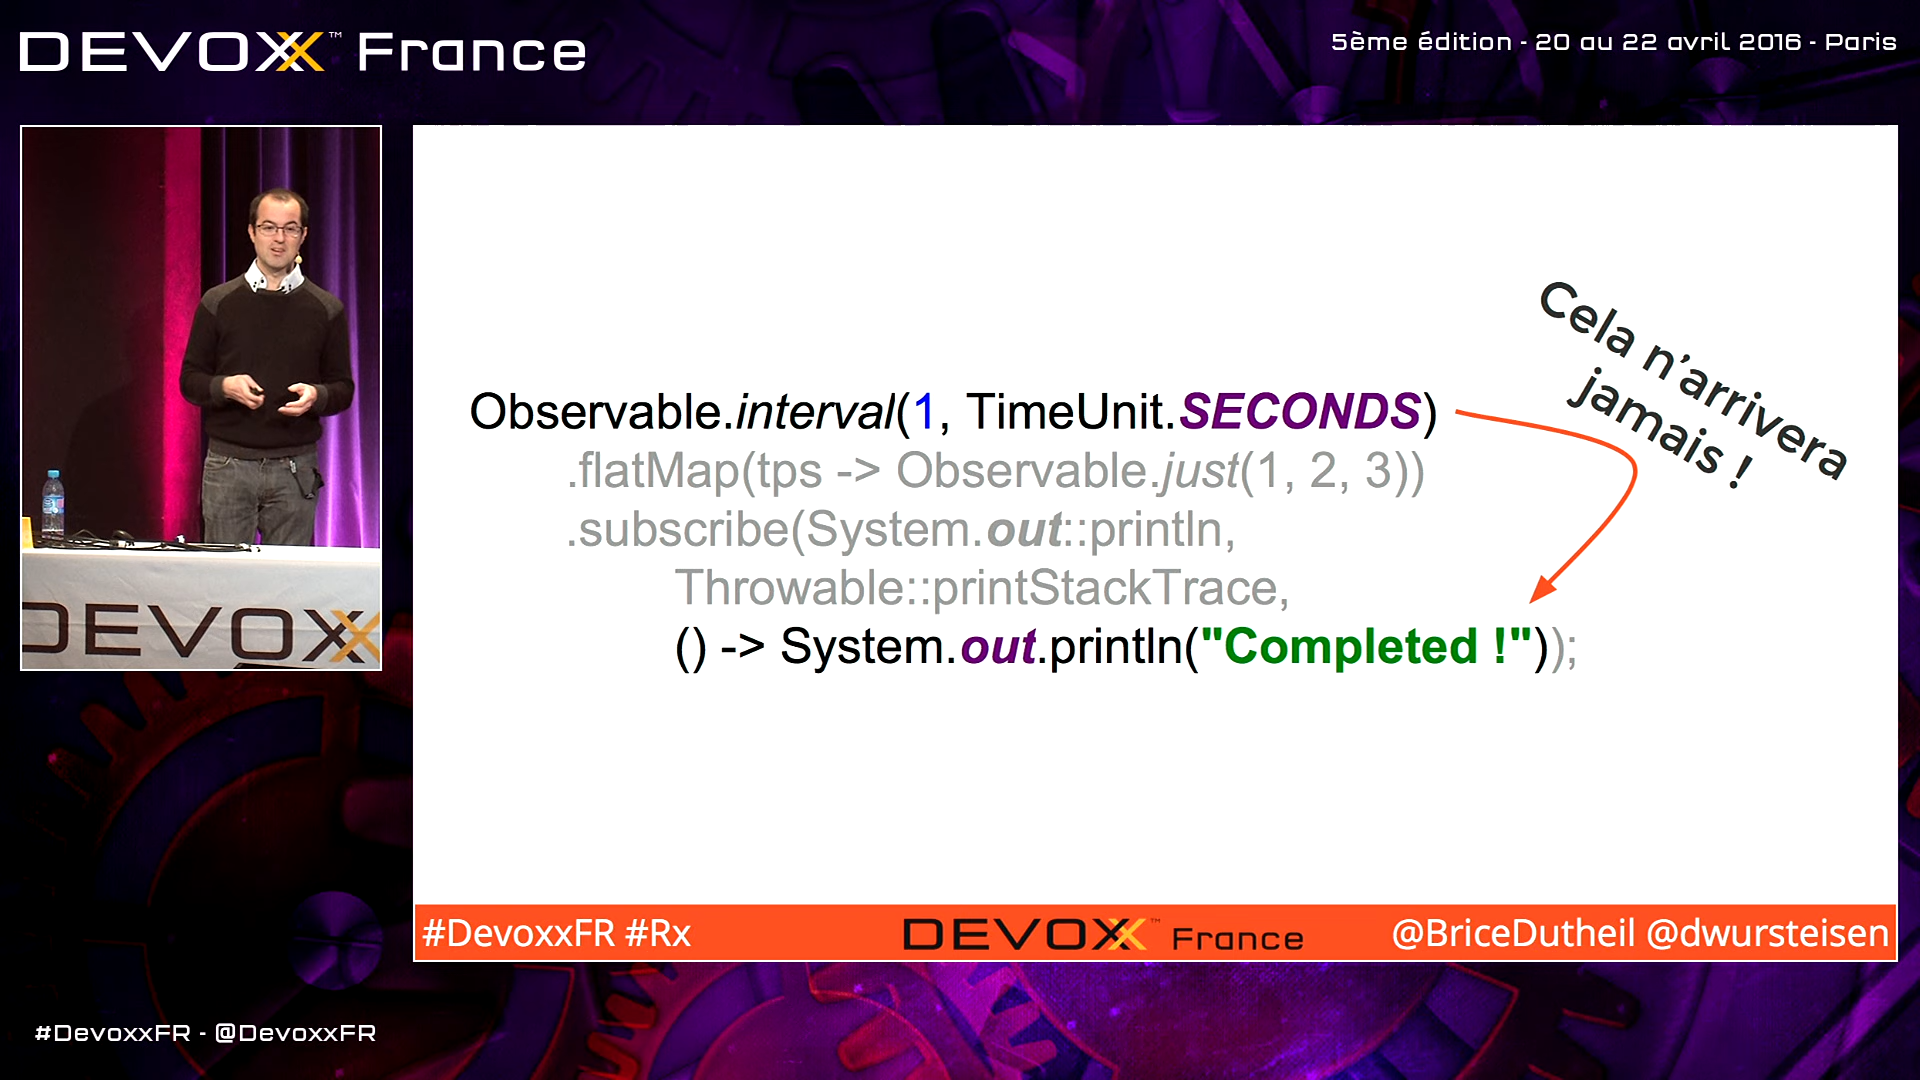 DEVOXX™ France
5ème édition - 20 au 22 avril 2016 - Paris
DEVOXX
Observable.interval(1, TimeUnit.SECONDS)
.flatMap(tps -> Observable.just(1, 2, 3))
.subscribe(System.out::println,
Throwable::printStackTrace,
() -> System.out.println("Completed !"));
Cela n’arrivera
jamais !
#DevoxxFR #Rx
DEVOXX™ France
@BriceDutheil @dwursteisen
#DevoxxFR - @DevoxxFR